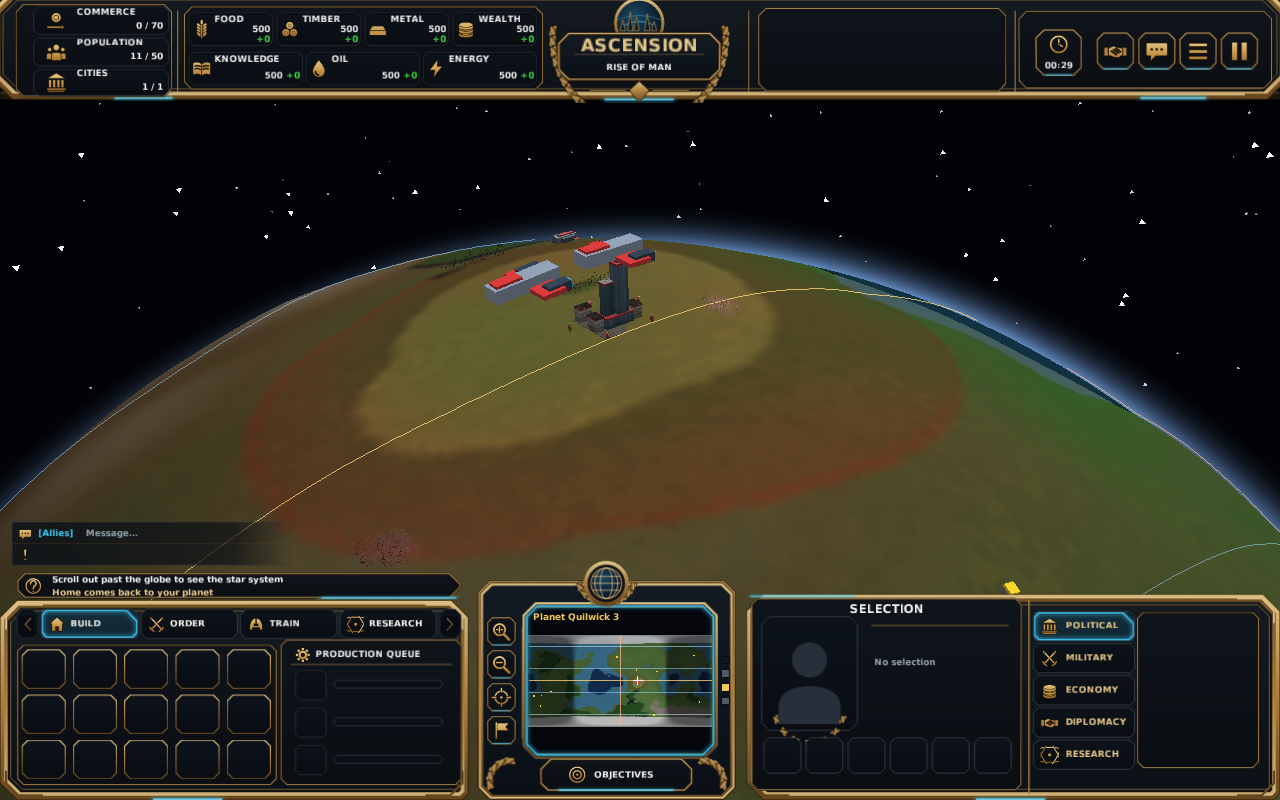 COMMERCE
0 / 70
POPULATION
11 / 50
CITIES
1 / 1
FOOD
500
+0
TIMBER
500
+0
METAL
500
+0
WEALTH
500
+0
KNOWLEDGE
500 +0
OIL
500 +0
ENERGY
500 +0
ASCENSION
RISE OF MAN
00:29
[Allies] Message...
!
Scroll out past the globe to see the star system
Home comes back to your planet
BUILD
ORDER
TRAIN
RESEARCH
PRODUCTION QUEUE
Planet Quilwick 3
OBJECTIVES
SELECTION
No selection
POLITICAL
MILITARY
ECONOMY
DIPLOMACY
RESEARCH